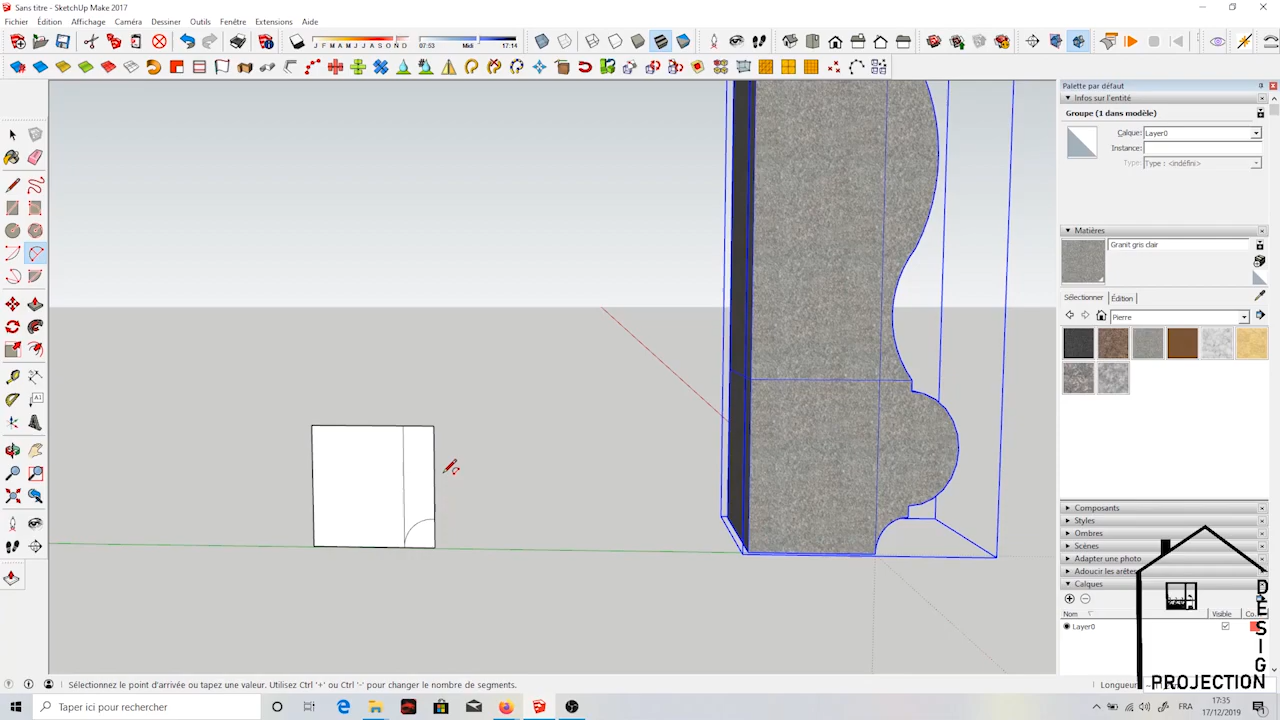 Sans titre - SketchUp Make 2017
Fichier Édition Affichage Caméra Dessiner Outils Fenêtre Extensions Aide
J F M A M J J A S O N D 07:53 Midi 17:14
Palette par défaut
Infos sur l'entité
Groupe (1 dans modèle)
Calque: Layer0
Instance:
Type: Type : <indéfini>
Matières
Granit gris clair
Sélectionner Édition
Pierre
Composants
Styles
Ombres
Scènes
Adapter une photo
Adoucir les arêtes
Calques
Nom Visible Co...
Layer0
DESIGN
PROJECTION
Sélectionnez le point d'arrivée ou tapez une valeur. Utilisez Ctrl '+' ou Ctrl '-' pour changer le nombre de segments.
Longueur
Taper ici pour rechercher
FRA
17:35
17/12/2019